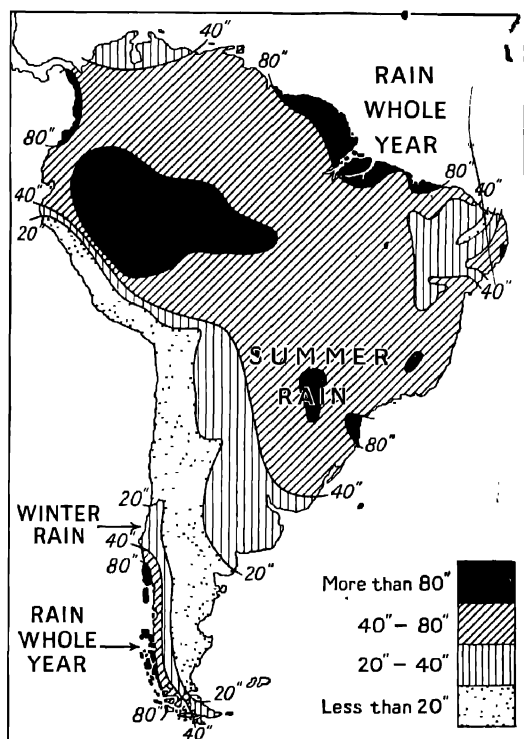 40"
RAIN
WHOLE
YEAR
80"
80"
80"
40"
40"
20"
40"
SUMMER
RAIN
80"
40"
20"
WINTER
RAIN
40"
80"
20"
RAIN
WHOLE
YEAR
20"
80"
40"
More than 80"
40"– 80"
20"– 40"
Less than 20"